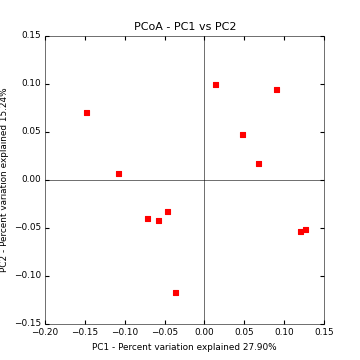 PCoA - PC1 vs PC2
PC2 - Percent variation explained 15.24%
0.15
0.10
0.05
0.00
−0.05
−0.10
−0.15
−0.20 −0.15 −0.10 −0.05 0.00 0.05 0.10 0.15
PC1 - Percent variation explained 27.90%